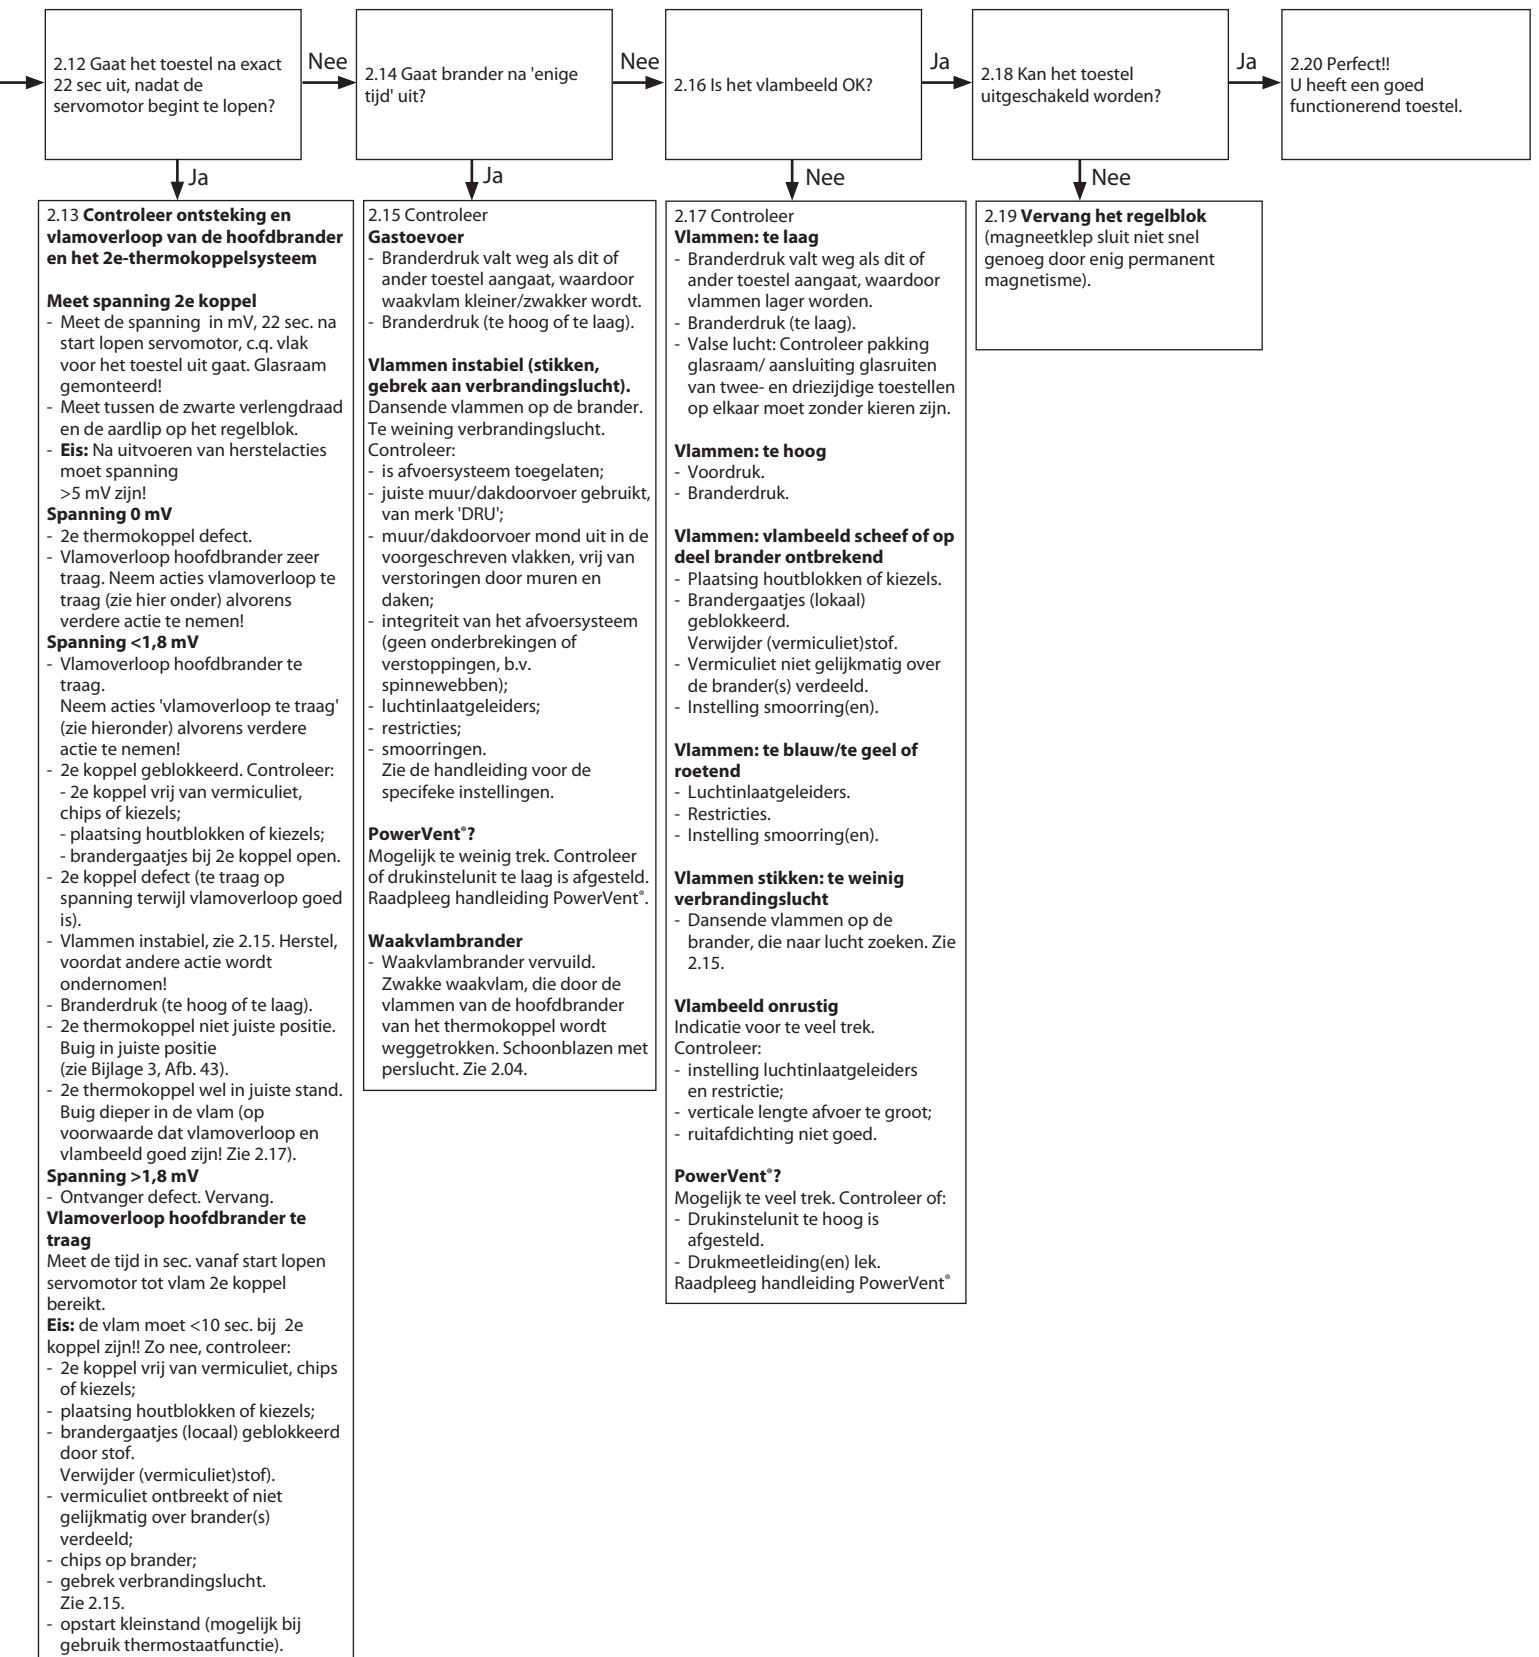 2.12 Gaat het toestel na exact
22 sec uit, nadat de
servomotor begint te lopen?
Nee
2.14 Gaat brander na 'enige
tijd' uit?
Nee
2.16 Is het vlambeeld OK?
Ja
2.18 Kan het toestel
uitgeschakeld worden?
Ja
2.20 Perfect!!
U heeft een goed
functionerend toestel.
Ja
Ja
Nee
Nee
2.13 Controleer ontsteking en
vlamoverloop van de hoofdbrander
en het 2e-thermokoppelsysteem
Meet spanning 2e koppel
- Meet de spanning in mV, 22 sec. na
start lopen servomotor, c.q. vlak
voor het toestel uit gaat. Glasraam
gemonteerd!
- Meet tussen de zwarte verlengdraad
en de aardlip op het regelblok.
- Eis: Na uitvoeren van herstelacties
moet spanning
>5 mV zijn!
Spanning 0 mV
- 2e thermokoppel defect.
- Vlamoverloop hoofdbrander zeer
traag. Neem acties vlamoverloop te
traag (zie hier onder) alvorens
verdere actie te nemen!
Spanning <1,8 mV
- Vlamoverloop hoofdbrander te
traag.
Neem acties 'vlamoverloop te traag'
(zie hieronder) alvorens verdere
actie te nemen!
- 2e koppel geblokkeerd. Controleer:
- 2e koppel vrij van vermiculiet,
chips of kiezels;
- plaatsing houtblokken of kiezels;
- brandergaatjes bij 2e koppel open.
- 2e koppel defect (te traag op
spanning terwijl vlamoverloop goed
is).
- Vlammen instabiel, zie 2.15. Herstel,
voordat andere actie wordt
ondernomen!
- Branderdruk (te hoog of te laag).
- 2e thermokoppel niet juiste positie.
Buig in juiste positie
(zie Bijlage 3, Afb. 43).
- 2e thermokoppel wel in juiste stand.
Buig dieper in de vlam (op
voorwaarde dat vlamoverloop en
vlambeeld goed zijn! Zie 2.17).
Spanning >1,8 mV
- Ontvanger defect. Vervang.
Vlamoverloop hoofdbrander te
traag
Meet de tijd in sec. vanaf start lopen
servomotor tot vlam 2e koppel
bereikt.
Eis: de vlam moet <10 sec. bij 2e
koppel zijn!! Zo nee, controleer:
- 2e koppel vrij van vermiculiet, chips
of kiezels;
- plaatsing houtblokken of kiezels;
- brandergaatjes (locaal) geblokkeerd
door stof.
Verwijder (vermiculiet)stof).
- vermiculiet ontbreekt of niet
gelijkmatig over brander(s)
verdeeld;
- chips op brander;
- gebrek verbrandingslucht.
Zie 2.15.
- opstart kleinstand (mogelijk bij
gebruik thermostaatfunctie).
2.15 Controleer
Gastoevoer
- Branderdruk valt weg als dit of
ander toestel aangaat, waardoor
waakvlam kleiner/zwakker wordt.
- Branderdruk (te hoog of te laag).
Vlammen instabiel (stikken,
gebrek aan verbrandingslucht).
Dansende vlammen op de brander.
Te weining verbrandingslucht.
Controleer:
- is afvoersysteem toegelaten;
- juiste muur/dakdoorvoer gebruikt,
van merk 'DRU';
- muur/dakdoorvoer mond uit in de
voorgeschreven vlakken, vrij van
verstoringen door muren en
daken;
- integriteit van het afvoersysteem
(geen onderbrekingen of
verstoppingen, b.v.
spinnewebben);
- luchtinlaatgeleiders;
- restricties;
- smoorringen.
Zie de handleiding voor de
specifeke instellingen.
PowerVent®?
Mogelijk te weinig trek. Controleer
of drukinstelunit te laag is afgesteld.
Raadpleeg handleiding PowerVent®.
Waakvlambrander
- Waakvlambrander vervuild.
Zwakke waakvlam, die door de
vlammen van de hoofdbrander
van het thermokoppel wordt
weggetrokken. Schoonblazen met
perslucht. Zie 2.04.
2.17 Controleer
Vlammen: te laag
- Branderdruk valt weg als dit of
ander toestel aangaat, waardoor
vlammen lager worden.
- Branderdruk (te laag).
- Valse lucht: Controleer pakking
glasraam/ aansluiting glasruiten
van twee- en driezijdige toestellen
op elkaar moet zonder kieren zijn.
Vlammen: te hoog
- Voordruk.
- Branderdruk.
Vlammen: vlambeeld scheef of op
deel brander ontbrekend
- Plaatsing houtblokken of kiezels.
- Brandergaatjes (lokaal)
geblokkeerd.
Verwijder (vermiculiet)stof.
- Vermiculiet niet gelijkmatig over
de brander(s) verdeeld.
- Instelling smoorring(en).
Vlammen: te blauw/te geel of
roetend
- Luchtinlaatgeleiders.
- Restricties.
- Instelling smoorring(en).
Vlammen stikken: te weinig
verbrandingslucht
- Dansende vlammen op de
brander, die naar lucht zoeken. Zie
2.15.
Vlambeeld onrustig
Indicatie voor te veel trek.
Controleer:
- instelling luchtinlaatgeleiders
en restrictie;
- verticale lengte afvoer te groot;
- ruitafdichting niet goed.
PowerVent®?
Mogelijk te veel trek. Controleer of:
- Drukinstelunit te hoog is
afgesteld.
- Drukmeetleiding(en) lek.
Raadpleeg handleiding PowerVent®
2.19 Vervang het regelblok
(magneetklep sluit niet snel
genoeg door enig permanent
magnetisme).